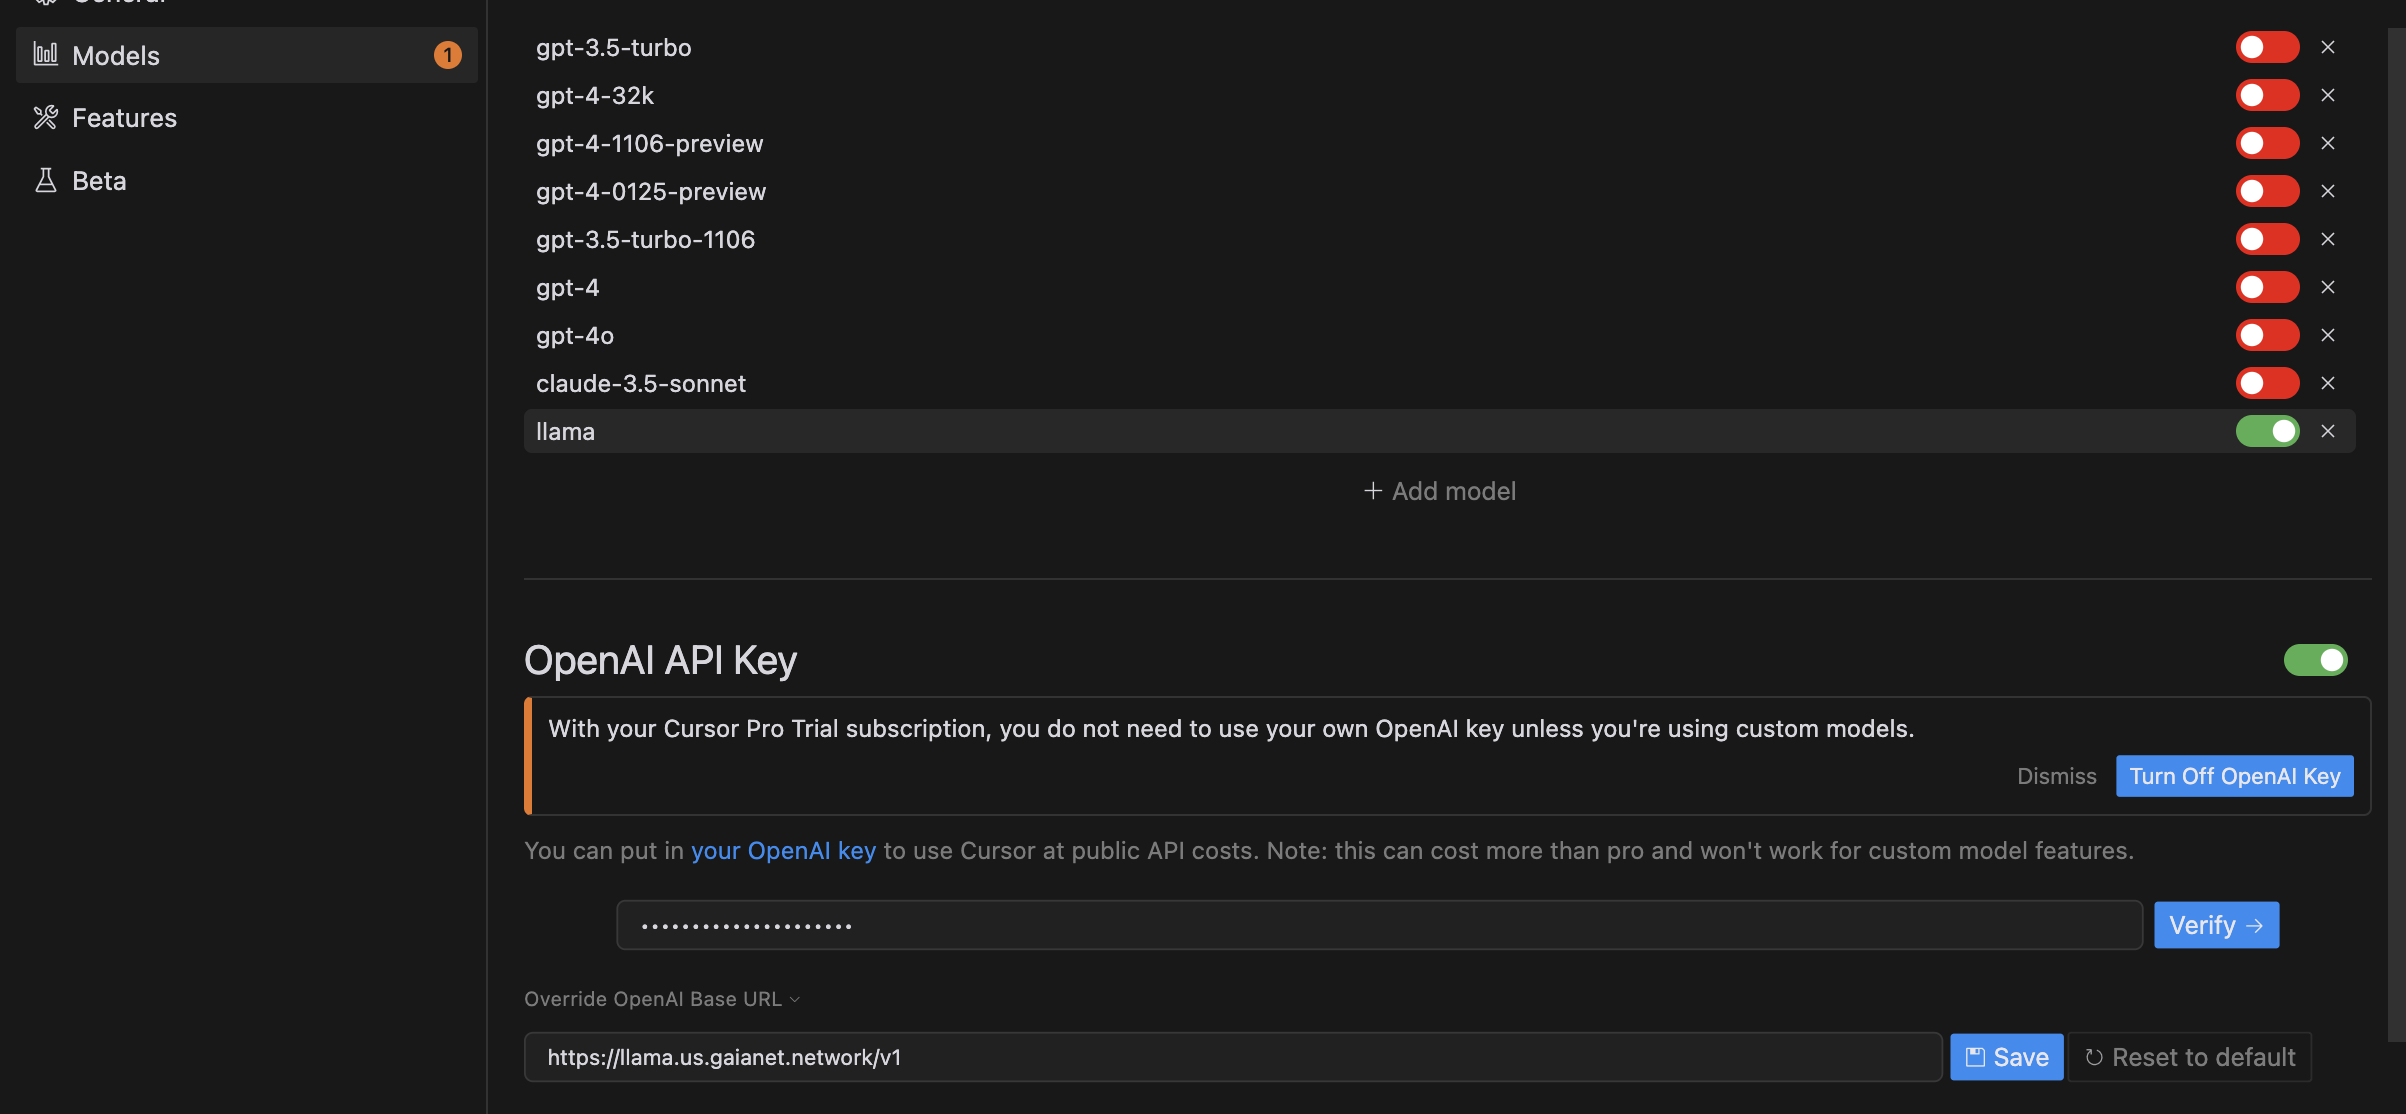 General
Models 1
Features
Beta
gpt-3.5-turbo
gpt-4-32k
gpt-4-1106-preview
gpt-4-0125-preview
gpt-3.5-turbo-1106
gpt-4
gpt-4o
claude-3.5-sonnet
llama
+ Add model
OpenAI API Key
With your Cursor Pro Trial subscription, you do not need to use your own OpenAI key unless you're using custom models.
Dismiss Turn Off OpenAI Key
You can put in your OpenAI key to use Cursor at public API costs. Note: this can cost more than pro and won't work for custom model features.
••••••••••••••••••••• Verify →
Override OpenAI Base URL
https://llama.us.gaianet.network/v1 Save Reset to default